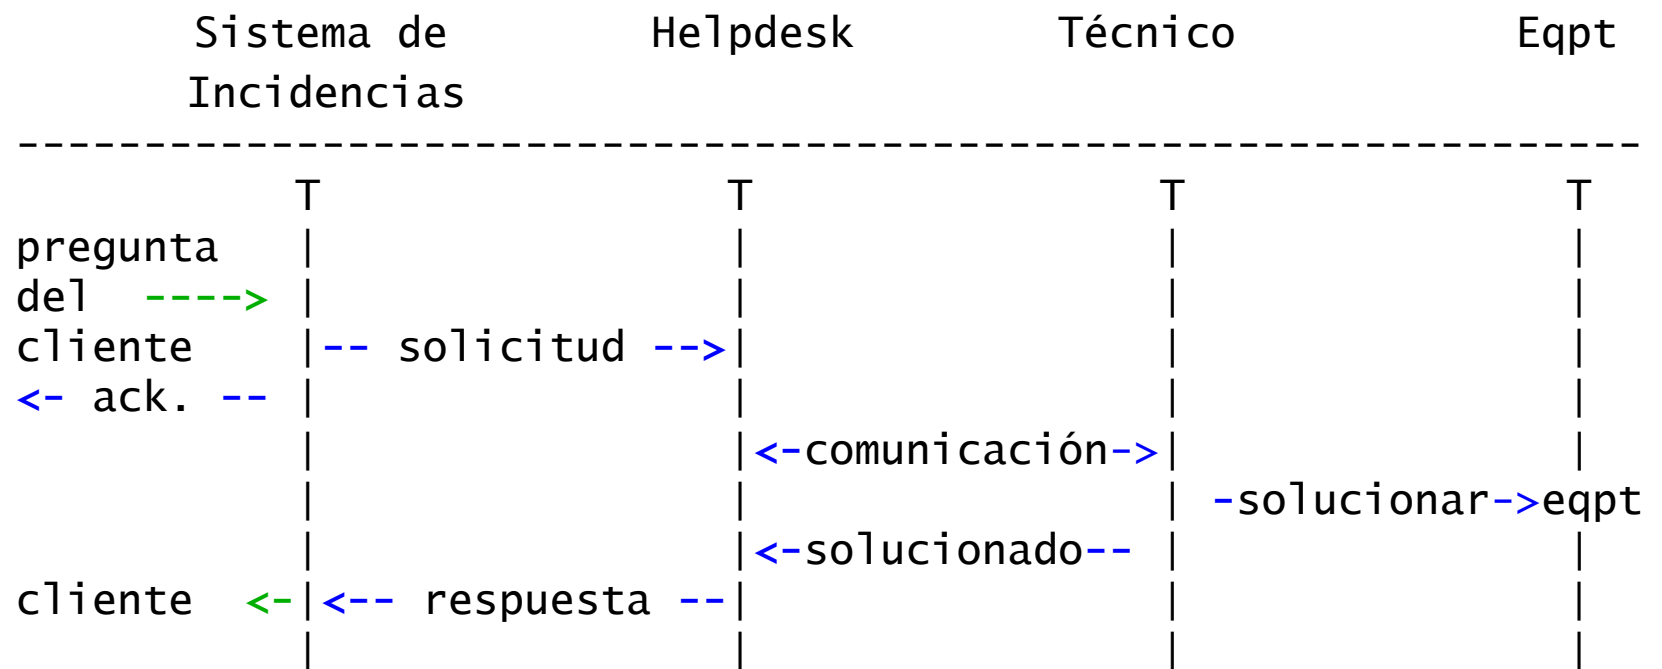 Sistema de Helpdesk Técnico Eqpt
Incidencias
-----------------------------------------------------------------
T T T T
pregunta | | | |
del ----> | | | |
cliente |-- solicitud -->| | |
<- ack. -- | | | |
| |<-comunicación->| |
| | | -solucionar->eqpt
| |<-solucionado-- | |
cliente <-|<-- respuesta --| | |
| | | |